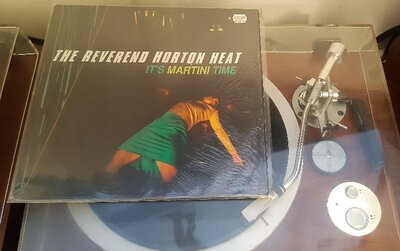 THE REVEREND HORTON HEAT
IT'S MARTINI TIME